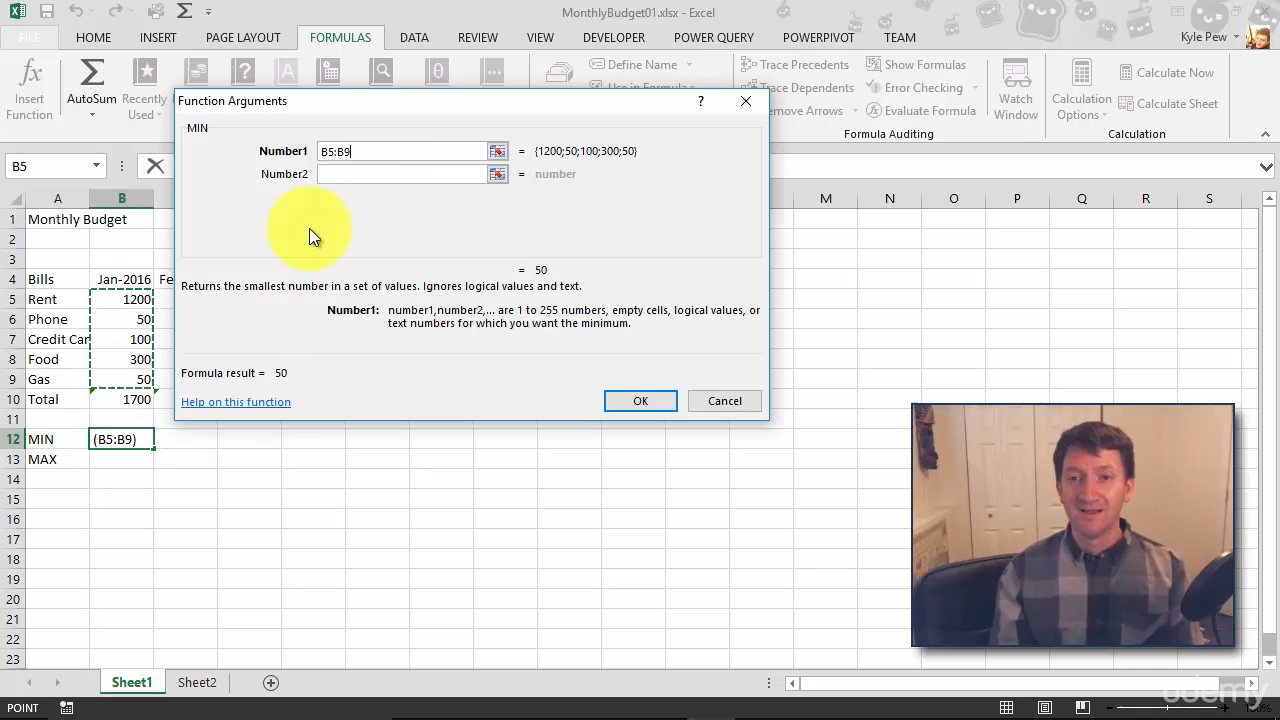 MonthlyBudget01.xlsx - Excel
FILE HOME INSERT PAGE LAYOUT FORMULAS DATA REVIEW VIEW DEVELOPER POWER QUERY POWERPIVOT TEAM Kyle Pew
fx Σ ? A θ ...
Insert Function
AutoSum
Recently Used
Define Name
Use in Formula
Trace Precedents
Trace Dependents
Remove Arrows
Show Formulas
Error Checking
Evaluate Formula
Formula Auditing
Watch Window
Calculation Options
Calculate Now
Calculate Sheet
Calculation
Function Arguments ?
MIN
Number1 B5:B9 = {1200;50;100;300;50}
Number2 = number
= 50
Returns the smallest number in a set of values. Ignores logical values and text.
Number1: number1,number2,... are 1 to 255 numbers, empty cells, logical values, or
text numbers for which you want the minimum.
Formula result = 50
Help on this function
OK Cancel
B5
A B M N O P Q R S
1 Monthly Budget
2
3
4 Bills Jan-2016 Fe
5 Rent 1200
6 Phone 50
7 Credit Car 100
8 Food 300
9 Gas 50
10 Total 1700
11
12 MIN (B5:B9)
13 MAX
14
15
16
17
18
19
20
21
22
23
Sheet1 Sheet2
POINT
udemy